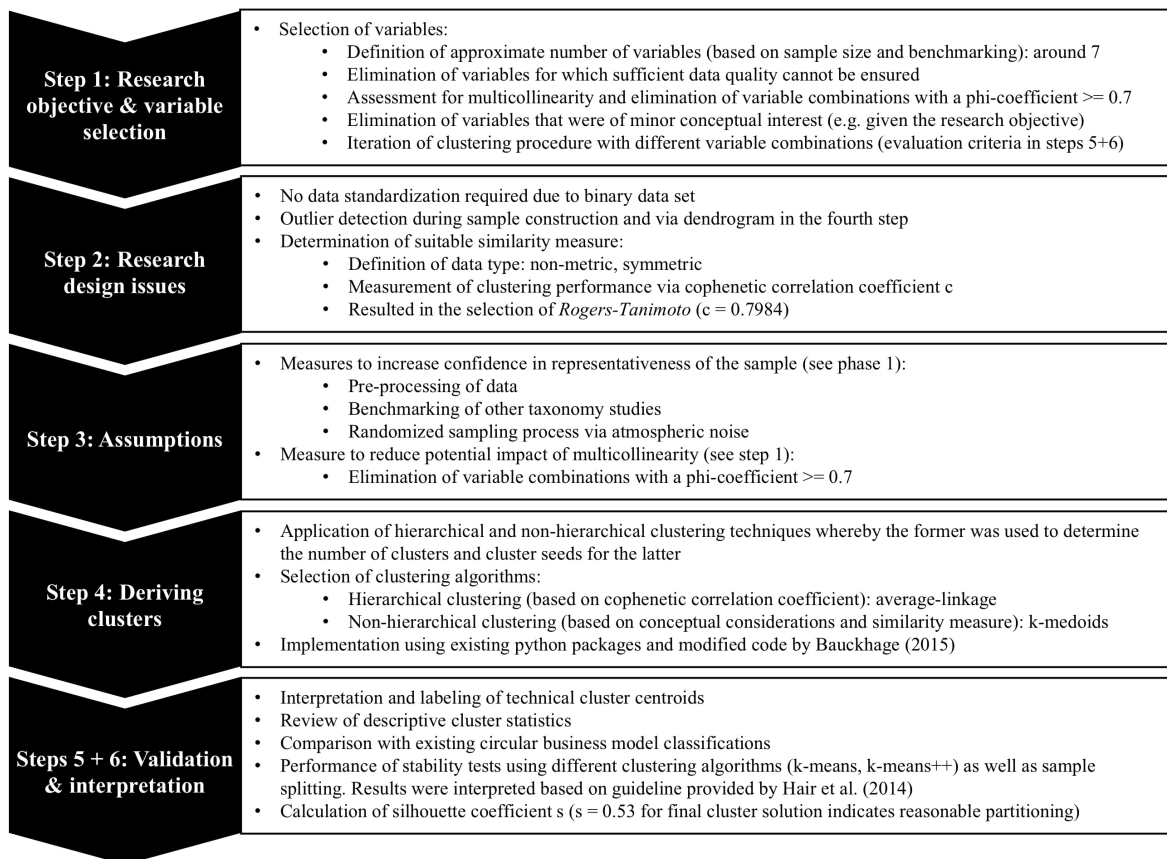 Step 1: Research
objective & variable
selection
• Selection of variables:
• Definition of approximate number of variables (based on sample size and benchmarking): around 7
• Elimination of variables for which sufficient data quality cannot be ensured
• Assessment for multicollinearity and elimination of variable combinations with a phi-coefficient >= 0.7
• Elimination of variables that were of minor conceptual interest (e.g. given the research objective)
• Iteration of clustering procedure with different variable combinations (evaluation criteria in steps 5+6)
Step 2: Research
design issues
• No data standardization required due to binary data set
• Outlier detection during sample construction and via dendrogram in the fourth step
• Determination of suitable similarity measure:
• Definition of data type: non-metric, symmetric
• Measurement of clustering performance via cophenetic correlation coefficient c
• Resulted in the selection of Rogers-Tanimoto (c = 0.7984)
Step 3: Assumptions
• Measures to increase confidence in representativeness of the sample (see phase 1):
• Pre-processing of data
• Benchmarking of other taxonomy studies
• Randomized sampling process via atmospheric noise
• Measure to reduce potential impact of multicollinearity (see step 1):
• Elimination of variable combinations with a phi-coefficient >= 0.7
Step 4: Deriving
clusters
• Application of hierarchical and non-hierarchical clustering techniques whereby the former was used to determine
the number of clusters and cluster seeds for the latter
• Selection of clustering algorithms:
• Hierarchical clustering (based on cophenetic correlation coefficient): average-linkage
• Non-hierarchical clustering (based on conceptual considerations and similarity measure): k-medoids
• Implementation using existing python packages and modified code by Bauckhage (2015)
Steps 5 + 6: Validation
& interpretation
• Interpretation and labeling of technical cluster centroids
• Review of descriptive cluster statistics
• Comparison with existing circular business model classifications
• Performance of stability tests using different clustering algorithms (k-means, k-means++) as well as sample
splitting. Results were interpreted based on guideline provided by Hair et al. (2014)
• Calculation of silhouette coefficient s (s = 0.53 for final cluster solution indicates reasonable partitioning)